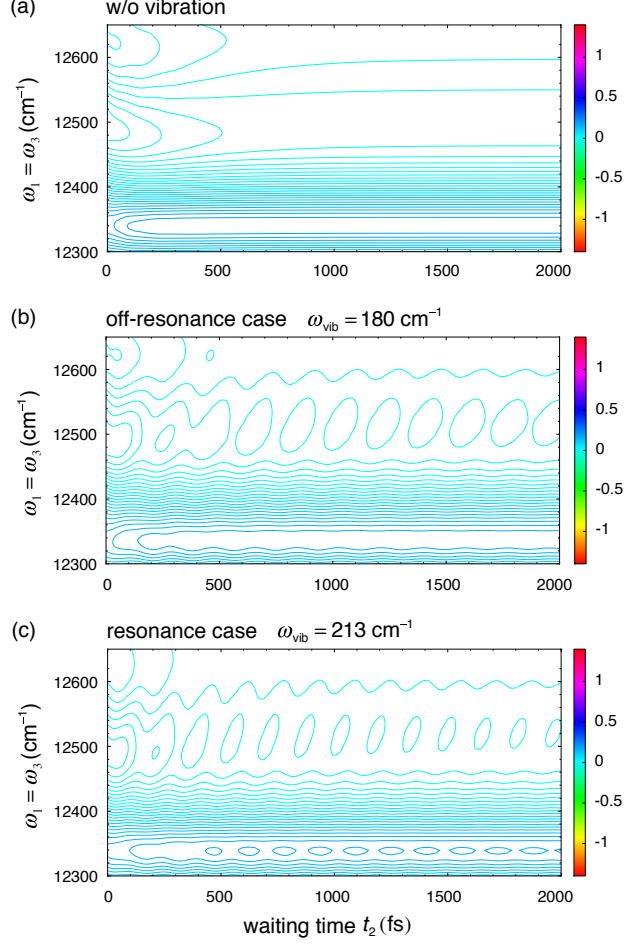 (a) w/o vibration
ω1 = ω3 (cm−1)
12600
12500
12400
12300
0 500 1000 1500 2000
1
0.5
0
-0.5
-1
(b) off-resonance case ωvib = 180 cm−1
ω1 = ω3 (cm−1)
12600
12500
12400
12300
0 500 1000 1500 2000
1
0.5
0
-0.5
-1
(c) resonance case ωvib = 213 cm−1
ω1 = ω3 (cm−1)
12600
12500
12400
12300
0 500 1000 1500 2000
1
0.5
0
-0.5
-1
waiting time t2 (fs)